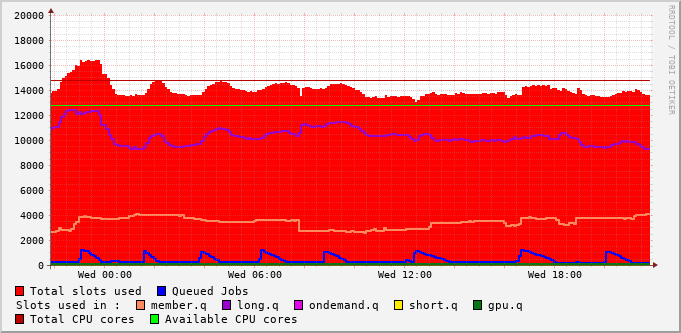 RRDTOOL / TOBI OETIKER
20000
18000
16000
14000
12000
10000
8000
6000
4000
2000
0
Wed 00:00 Wed 06:00 Wed 12:00 Wed 18:00
Total slots used Queued Jobs
Slots used in : member.q long.q ondemand.q short.q gpu.q
Total CPU cores Available CPU cores